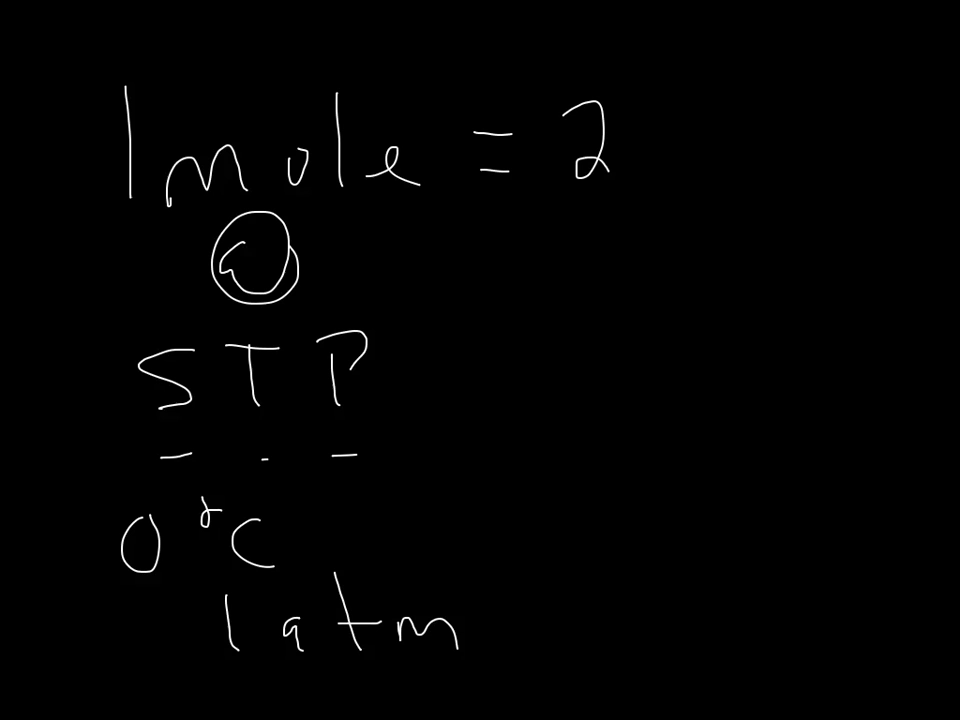 1 mole = 2
@
STP
- - -
0°C
1 atm